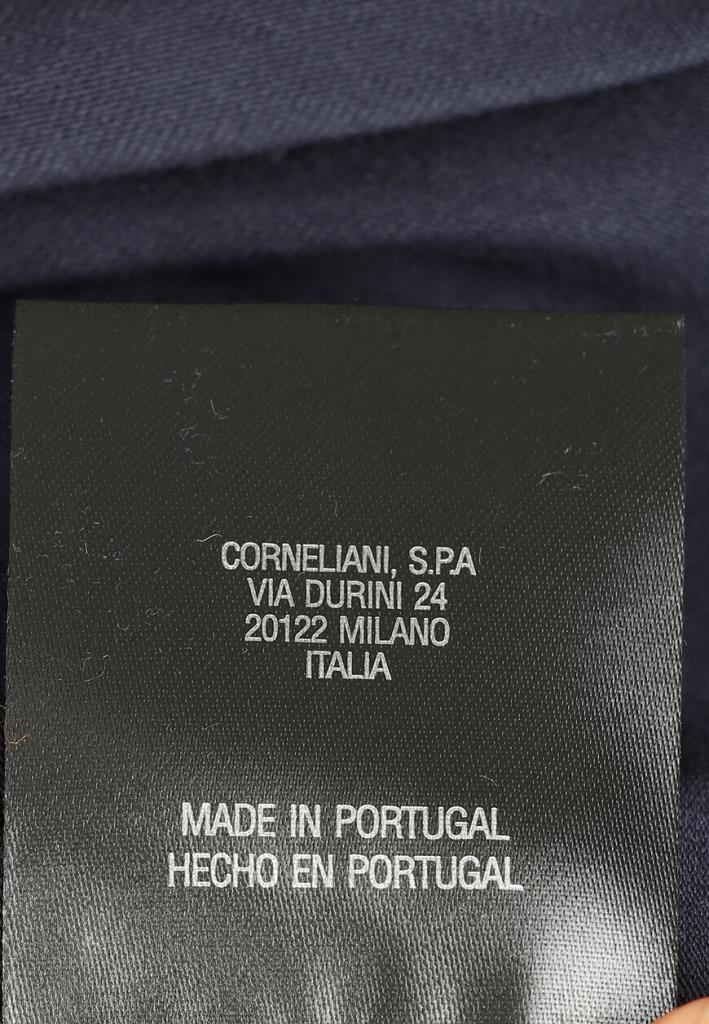 CORNELIANI, S.P.A
VIA DURINI 24
20122 MILANO
ITALIA
MADE IN PORTUGAL
HECHO EN PORTUGAL